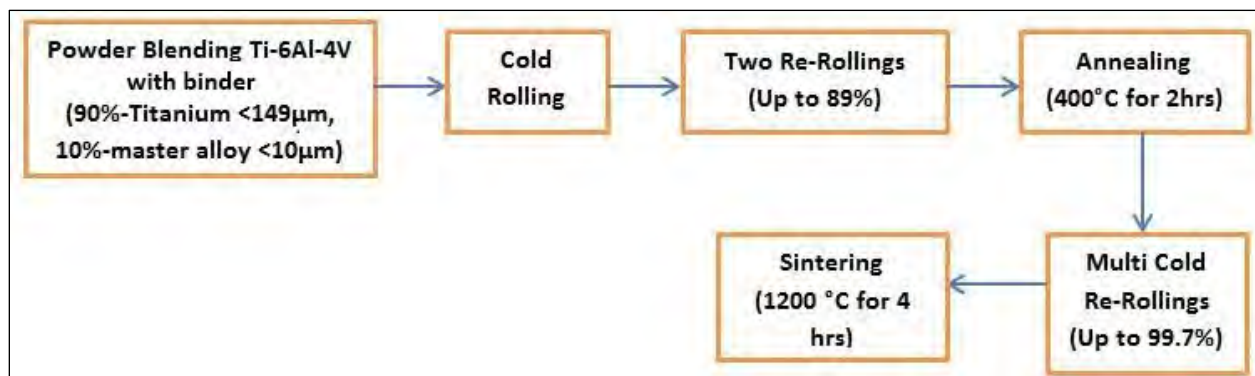 Powder Blending Ti-6Al-4V
with binder
(90%-Titanium <149µm,
10%-master alloy <10µm)
Cold
Rolling
Two Re-Rollings
(Up to 89%)
Annealing
(400°C for 2hrs)
Multi Cold
Re-Rollings
(Up to 99.7%)
Sintering
(1200 °C for 4
hrs)